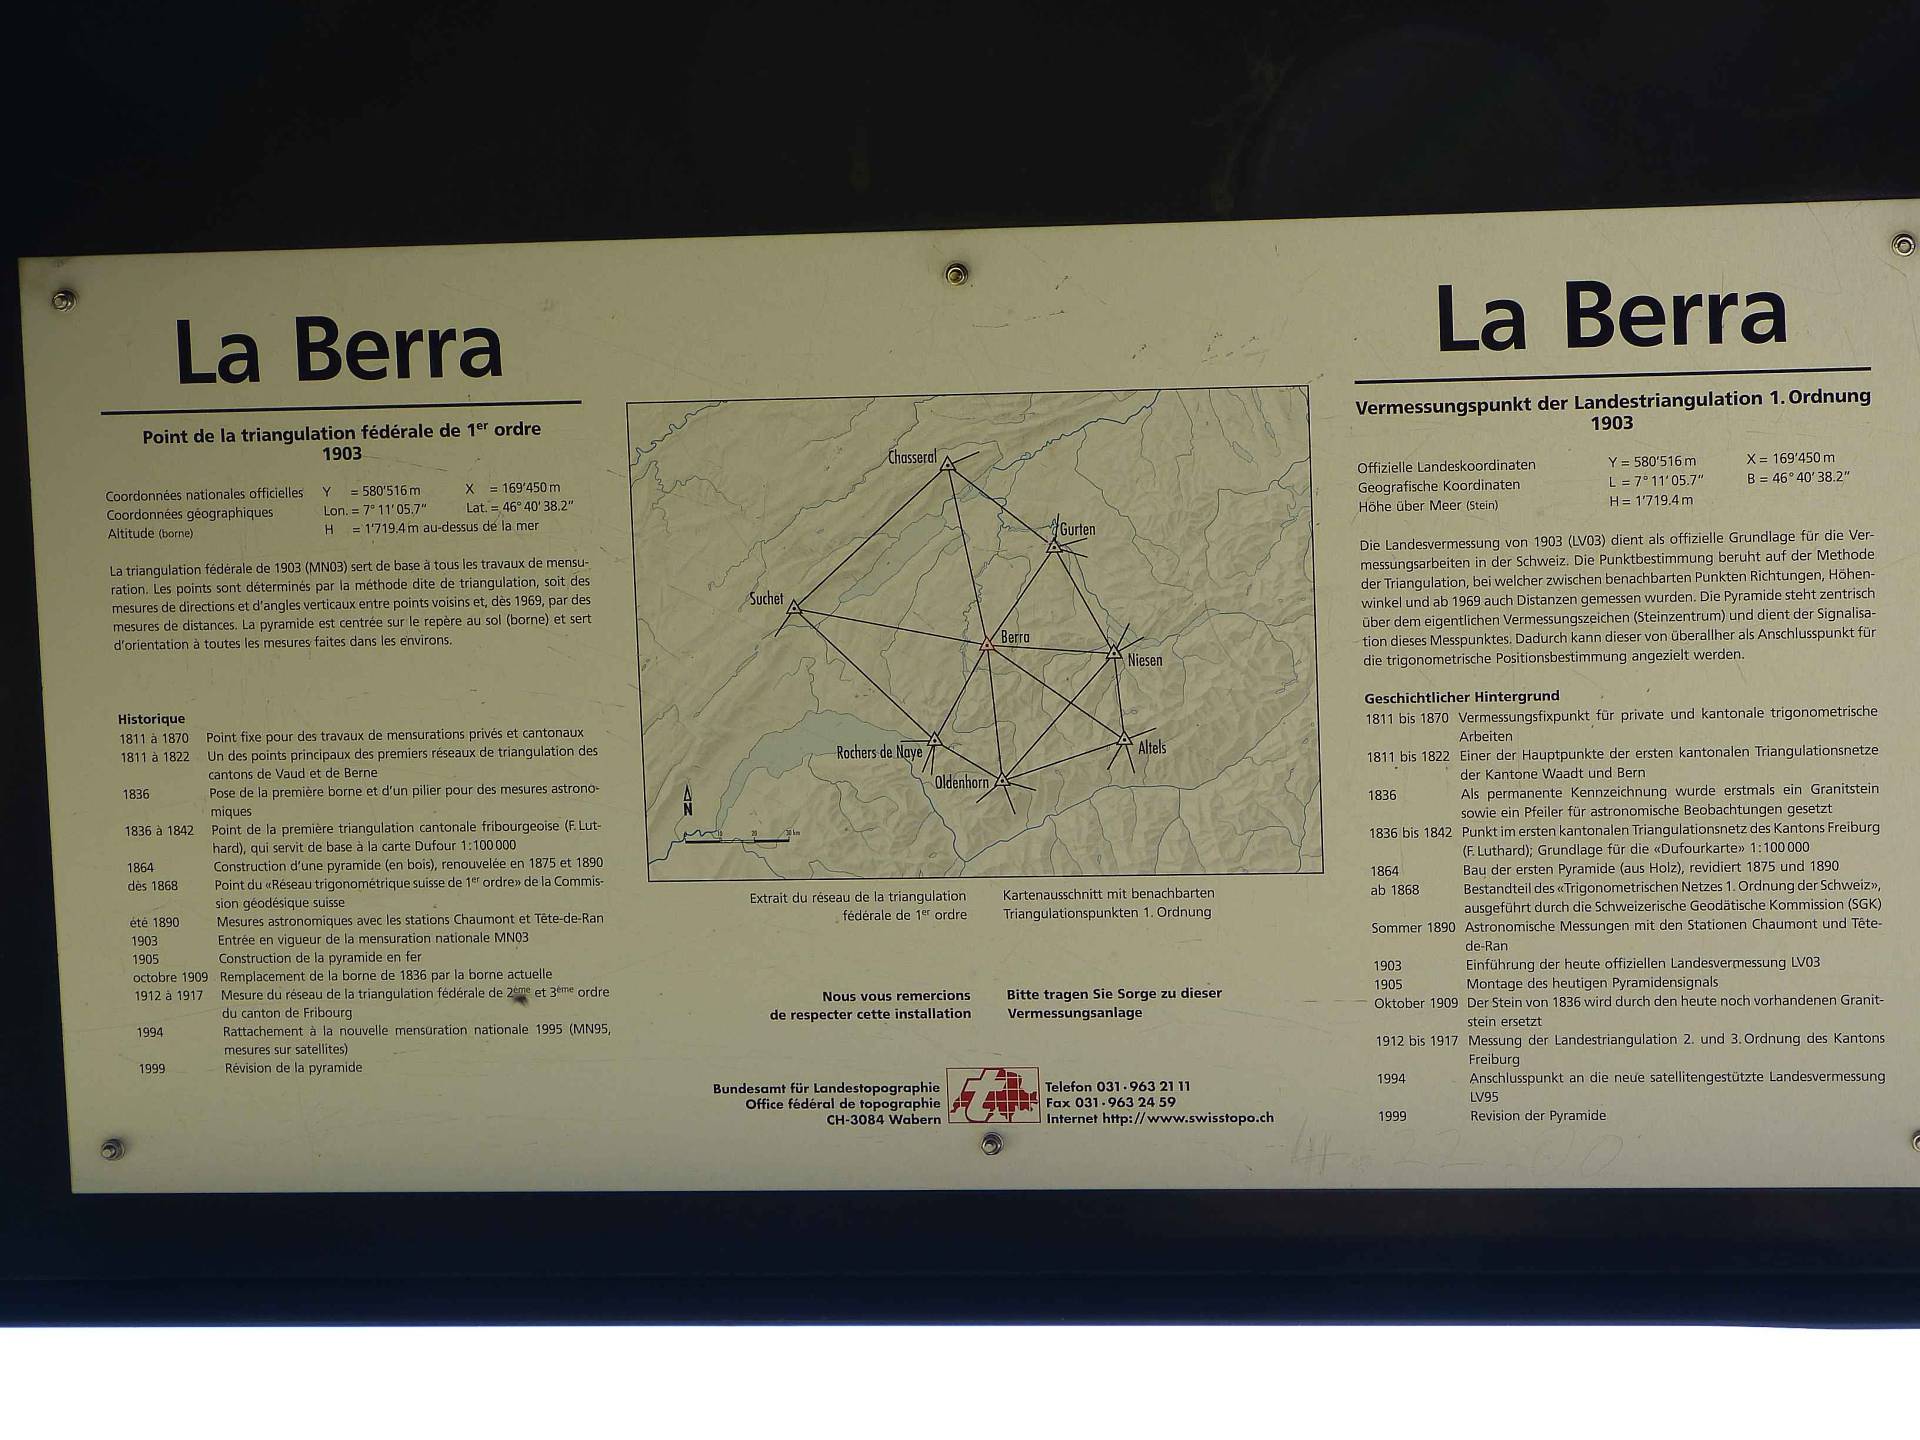 La Berra
Point de la triangulation fédérale de 1er ordre
1903
Coordonnées nationales officielles Y = 580'516 m X = 169'450 m
Coordonnées géographiques Lon. = 7° 11' 05.7" Lat. = 46° 40' 38.2"
Altitude (borne) H = 1'719.4 m au-dessus de la mer
La triangulation fédérale de 1903 (MN03) sert de base à tous les travaux de mensu-
ration. Les points sont déterminés par la méthode dite de triangulation, soit des
mesures de directions et d'angles verticaux entre points voisins et, dès 1969, par des
mesures de distances. La pyramide est centrée sur le repère au sol (borne) et sert
d'orientation à toutes les mesures faites dans les environs.
Historique
1811 à 1870 Point fixe pour des travaux de mensurations privés et cantonaux
1811 à 1822 Un des points principaux des premiers réseaux de triangulation des
cantons de Vaud et de Berne
1836 Pose de la première borne et d'un pilier pour des mesures astrono-
miques
1836 à 1842 Point de la première triangulation cantonale fribourgeoise (F. Lut-
hard), qui servit de base à la carte Dufour 1:100 000
1864 Construction d'une pyramide (en bois), renouvelée en 1875 et 1890
dès 1868 Point du «Réseau trigonométrique suisse de 1er ordre» de la Commis-
sion géodésique suisse
été 1890 Mesures astronomiques avec les stations Chaumont et Tête-de-Ran
1903 Entrée en vigueur de la mensuration nationale MN03
1905 Construction de la pyramide en fer
octobre 1909 Remplacement de la borne de 1836 par la borne actuelle
1912 à 1917 Mesure du réseau de la triangulation fédérale de 2ème et 3ème ordre
du canton de Fribourg
1994 Rattachement à la nouvelle mensuration nationale 1995 (MN95,
mesures sur satellites)
1999 Révision de la pyramide
Chasseral
Gurten
Suchet
Berra
Niesen
Rochers de Naye
Altels
Oldenhorn
N
10 20 30 km
Extrait du réseau de la triangulation
fédérale de 1er ordre
Kartenausschnitt mit benachbarten
Triangulationspunkten 1. Ordnung
Nous vous remercions
de respecter cette installation
Bitte tragen Sie Sorge zu dieser
Vermessungsanlage
Bundesamt für Landestopographie
Office fédéral de topographie
CH-3084 Wabern
Telefon 031 · 963 21 11
Fax 031 · 963 24 59
Internet http://www.swisstopo.ch
La Berra
Vermessungspunkt der Landestriangulation 1. Ordnung
1903
Offizielle Landeskoordinaten Y = 580'516 m X = 169'450 m
Geografische Koordinaten L = 7° 11' 05.7" B = 46° 40' 38.2"
Höhe über Meer (Stein) H = 1'719.4 m
Die Landesvermessung von 1903 (LV03) dient als offizielle Grundlage für die Ver-
messungsarbeiten in der Schweiz. Die Punktbestimmung beruht auf der Methode
der Triangulation, bei welcher zwischen benachbarten Punkten Richtungen, Höhen-
winkel und ab 1969 auch Distanzen gemessen wurden. Die Pyramide steht zentrisch
über dem eigentlichen Vermessungszeichen (Steinzentrum) und dient der Signalisa-
tion dieses Messpunktes. Dadurch kann dieser von überallher als Anschlusspunkt für
die trigonometrische Positionsbestimmung angezielt werden.
Geschichtlicher Hintergrund
1811 bis 1870 Vermessungsfixpunkt für private und kantonale trigonometrische
Arbeiten
1811 bis 1822 Einer der Hauptpunkte der ersten kantonalen Triangulationsnetze
der Kantone Waadt und Bern
1836 Als permanente Kennzeichnung wurde erstmals ein Granitstein
sowie ein Pfeiler für astronomische Beobachtungen gesetzt
1836 bis 1842 Punkt im ersten kantonalen Triangulationsnetz des Kantons Freiburg
(F. Luthard); Grundlage für die «Dufourkarte» 1:100 000
1864 Bau der ersten Pyramide (aus Holz), revidiert 1875 und 1890
ab 1868 Bestandteil des «Trigonometrischen Netzes 1. Ordnung der Schweiz»,
ausgeführt durch die Schweizerische Geodätische Kommission (SGK)
Sommer 1890 Astronomische Messungen mit den Stationen Chaumont und Tête-
de-Ran
1903 Einführung der heute offiziellen Landesvermessung LV03
1905 Montage des heutigen Pyramidensignals
Oktober 1909 Der Stein von 1836 wird durch den heute noch vorhandenen Granit-
stein ersetzt
1912 bis 1917 Messung der Landestriangulation 2. und 3. Ordnung des Kantons
Freiburg
1994 Anschlusspunkt an die neue satellitengestützte Landesvermessung
LV95
1999 Revision der Pyramide